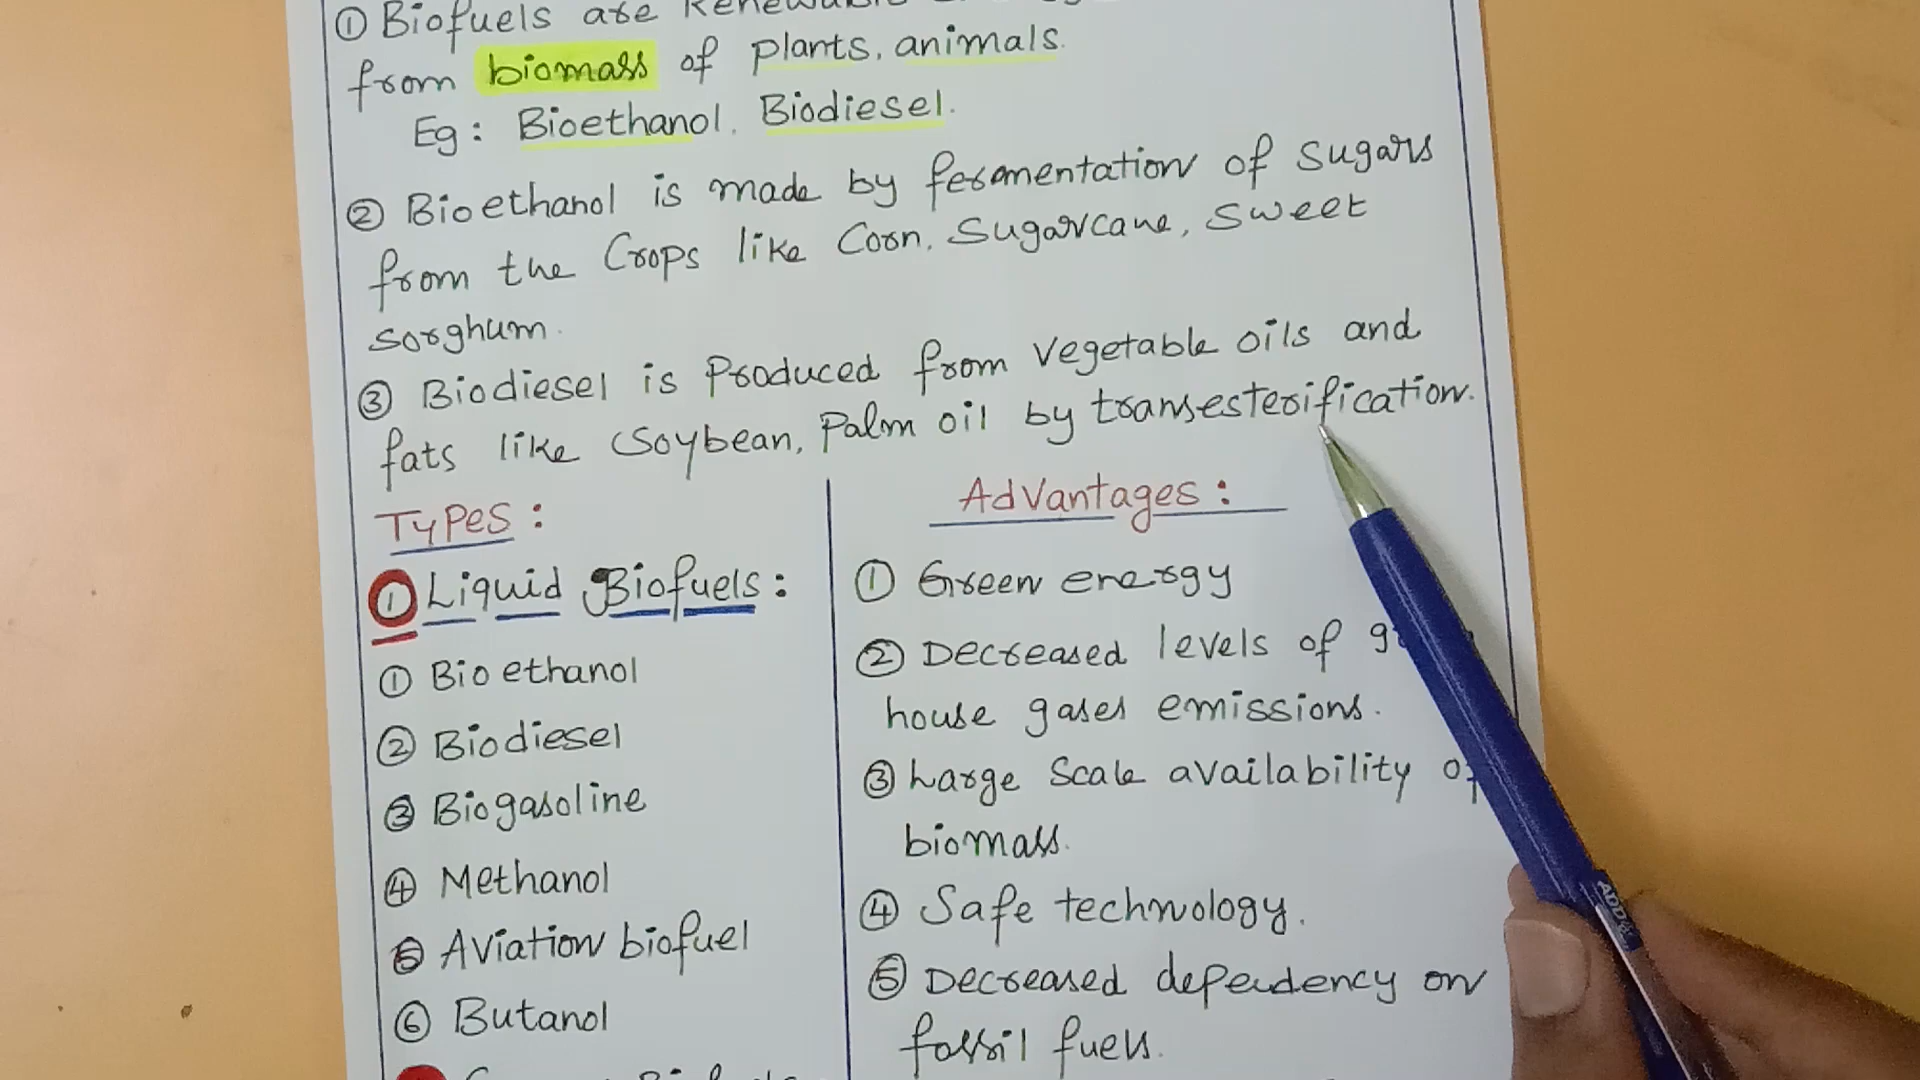 ① Biofuels are Renewable
from biomass of plants, animals.
Eg: Bioethanol, Biodiesel.
② Bioethanol is made by fermentation of sugars
from the Crops like Corn, Sugarcane, Sweet
sorghum.
③ Biodiesel is Produced from vegetable oils and
fats like Soybean, Palm oil by transesterification.
Types:
① Liquid Biofuels:
① Bioethanol
② Biodiesel
③ Biogasoline
④ Methanol
⑤ Aviation biofuel
⑥ Butanol
Advantages:
① Green energy
② Decreased levels of
house gases emissions.
③ Large Scale availability of
biomass.
④ Safe technology.
⑤ Decreased dependency on
fossil fuels.
ADD